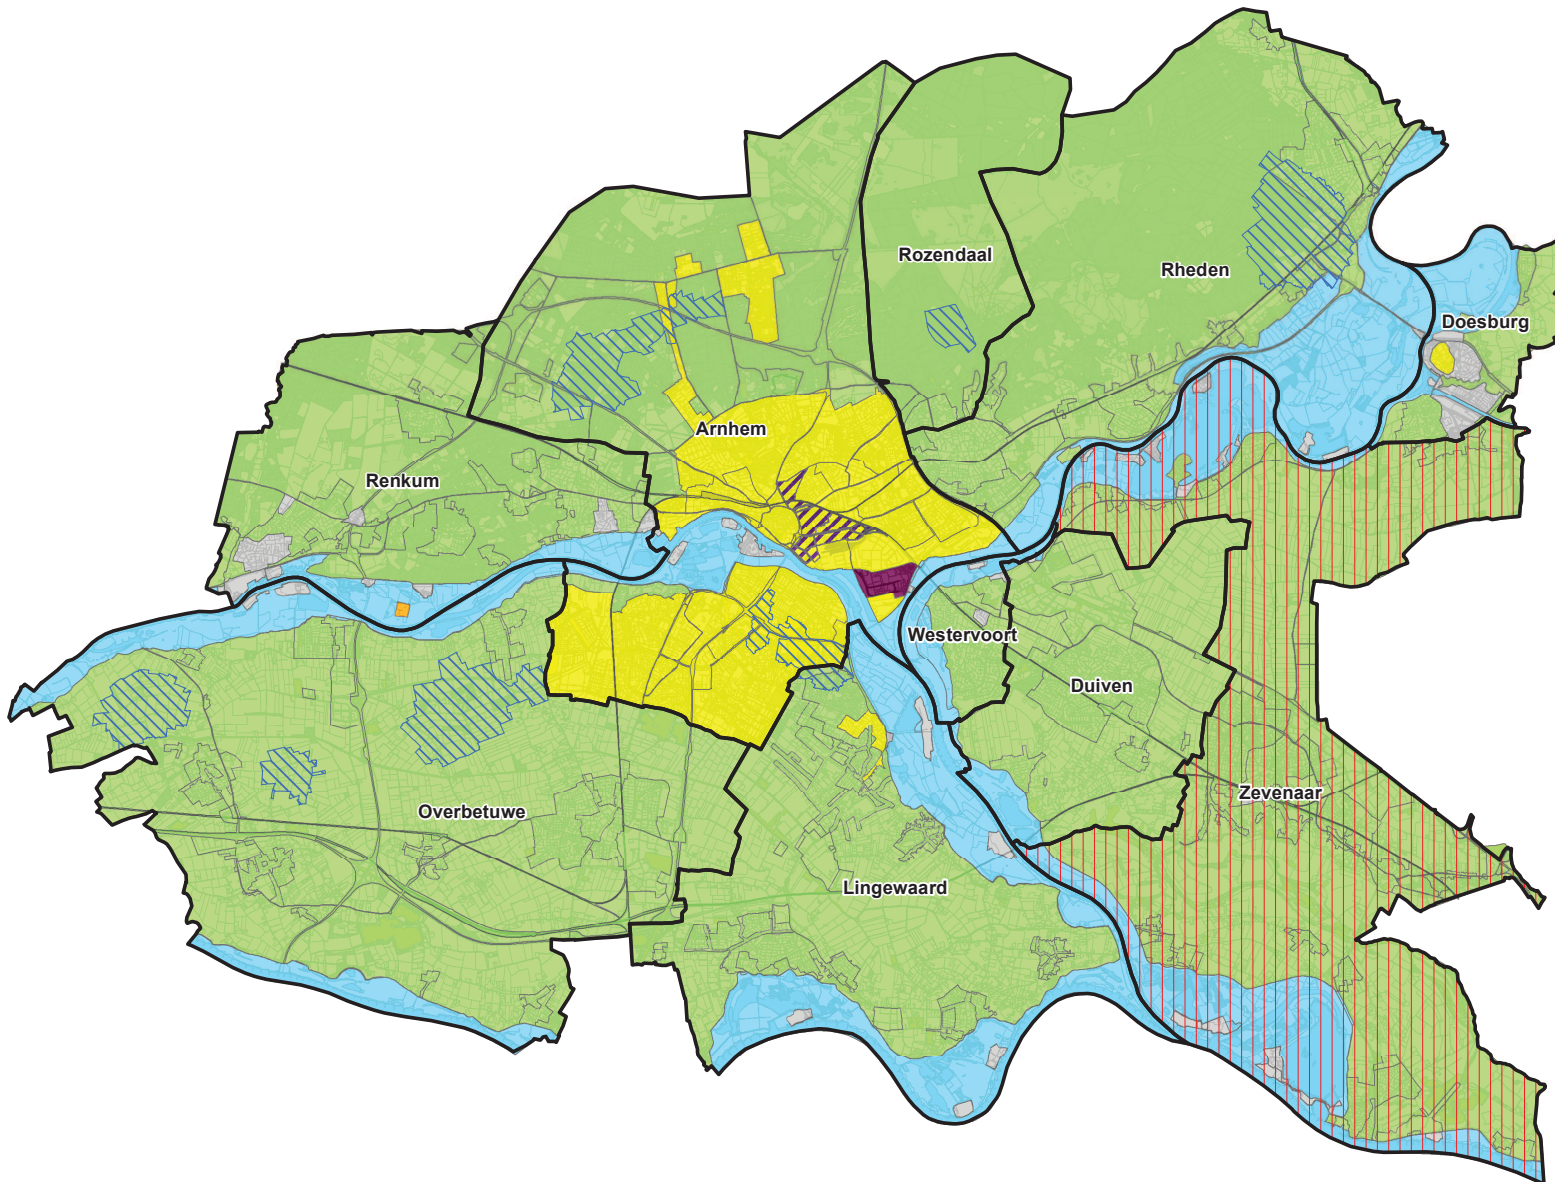 Rozendaal
Rheden
Doesburg
Arnhem
Renkum
Westervoort
Duiven
Zevenaar
Overbetuwe
Lingewaard